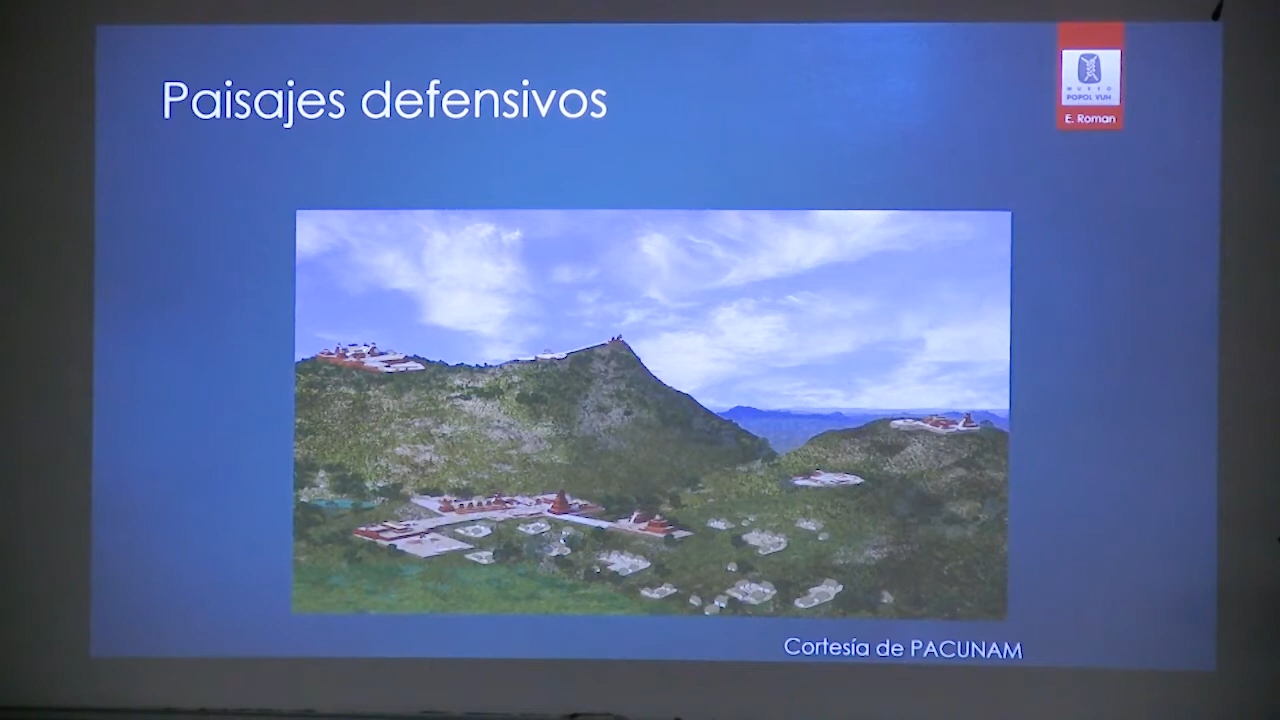 Paisajes defensivos
MUSEO
POPOL VUH
E. Roman
Cortesía de PACUNAM